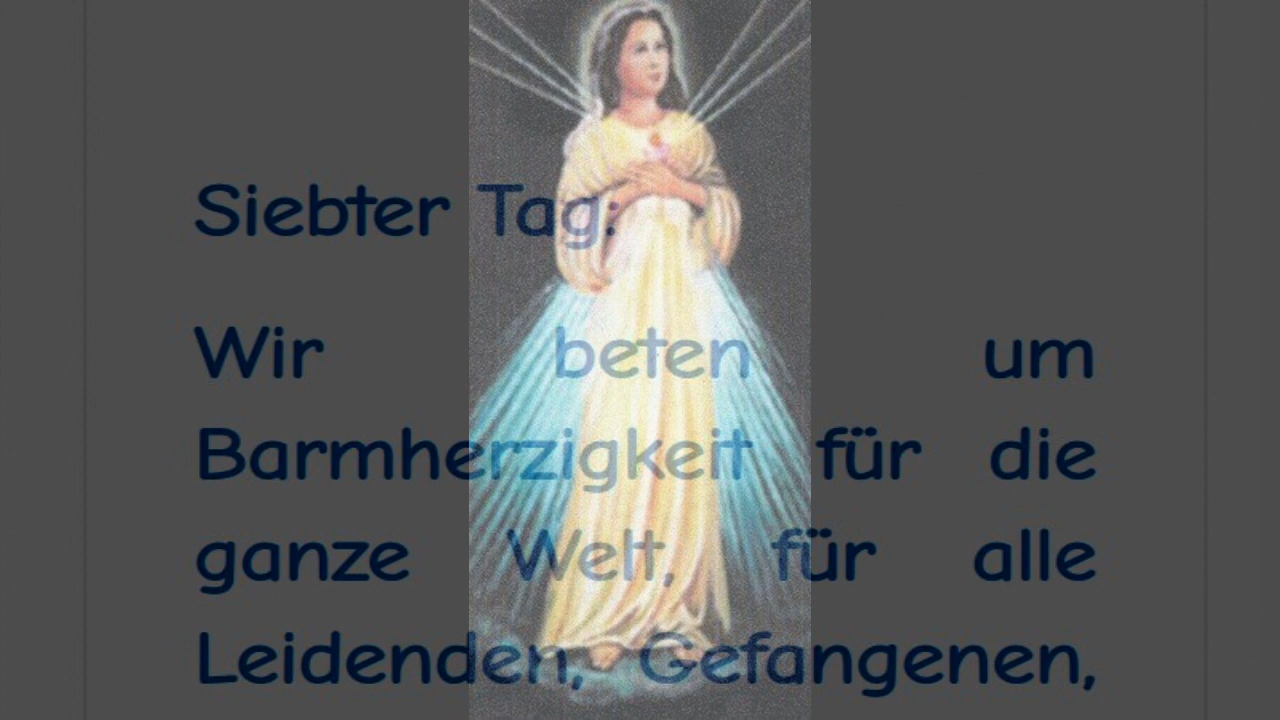 Siebter Tag:
Wir beten um
Barmherzigkeit für die
ganze Welt, für alle
Leidenden, Gefangenen,